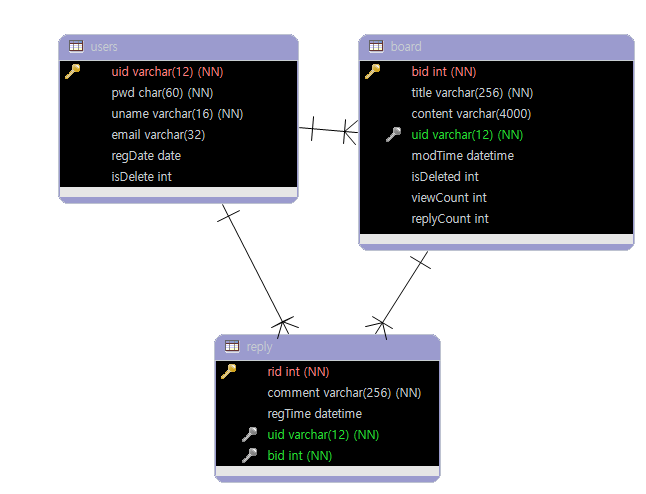 users
uid varchar(12) (NN)
pwd char(60) (NN)
uname varchar(16) (NN)
email varchar(32)
regDate date
isDelete int
board
bid int (NN)
title varchar(256) (NN)
content varchar(4000)
uid varchar(12) (NN)
modTime datetime
isDeleted int
viewCount int
replyCount int
reply
rid int (NN)
comment varchar(256) (NN)
regTime datetime
uid varchar(12) (NN)
bid int (NN)